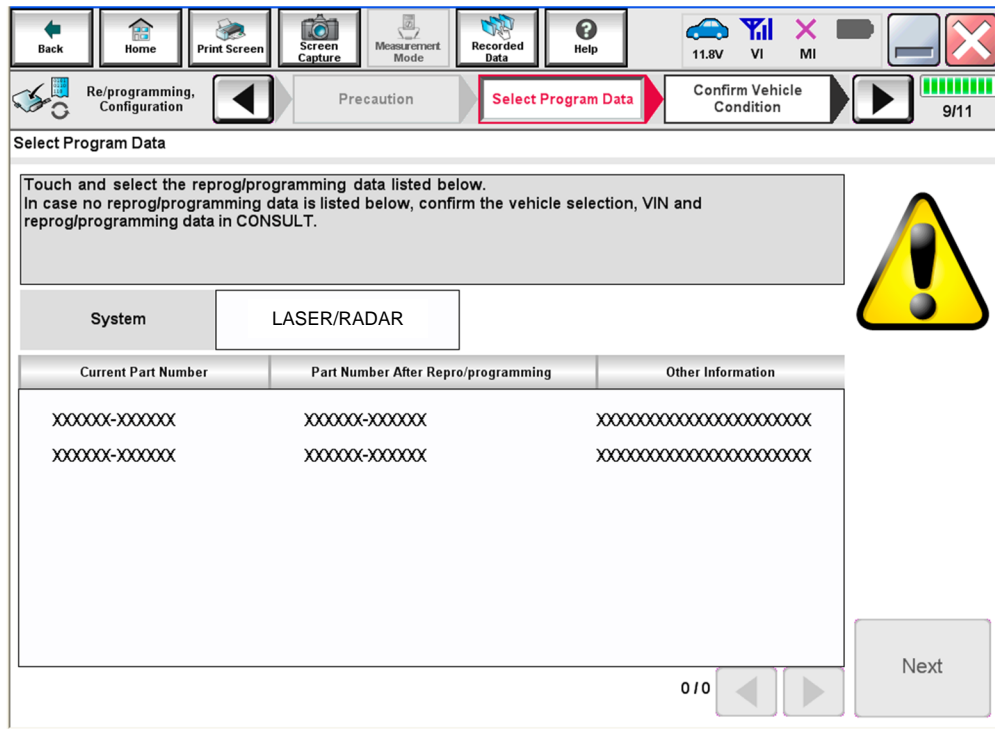 Back
Home
Print Screen
Screen
Capture
Measurement
Mode
Recorded
Data
Help
11.8V
VI
MI
Re/programming,
Configuration
Precaution
Select Program Data
Confirm Vehicle
Condition
9/11
Select Program Data
Touch and select the reprog/programming data listed below.
In case no reprog/programming data is listed below, confirm the vehicle selection, VIN and
reprog/programming data in CONSULT.
System
LASER/RADAR
Current Part Number
Part Number After Repro/programming
Other Information
XXXXXX-XXXXXX XXXXXX-XXXXXX XXXXXXXXXXXXXXXXXXXXXX
XXXXXX-XXXXXX XXXXXX-XXXXXX XXXXXXXXXXXXXXXXXXXXXX
Next
0/0